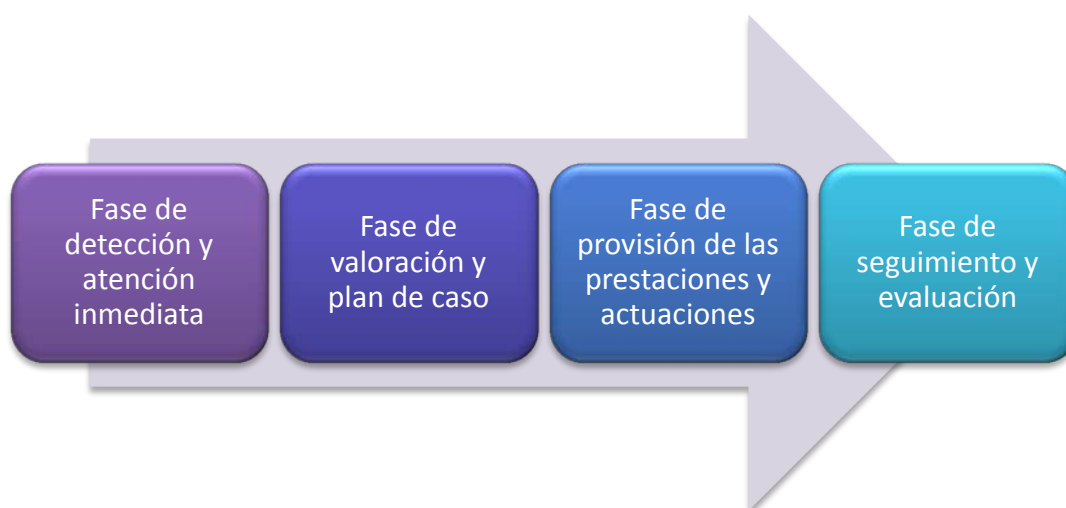 Fase de
detección y
atención
inmediata
Fase de
valoración y
plan de caso
Fase de
provisión de las
prestaciones y
actuaciones
Fase de
seguimiento y
evaluación